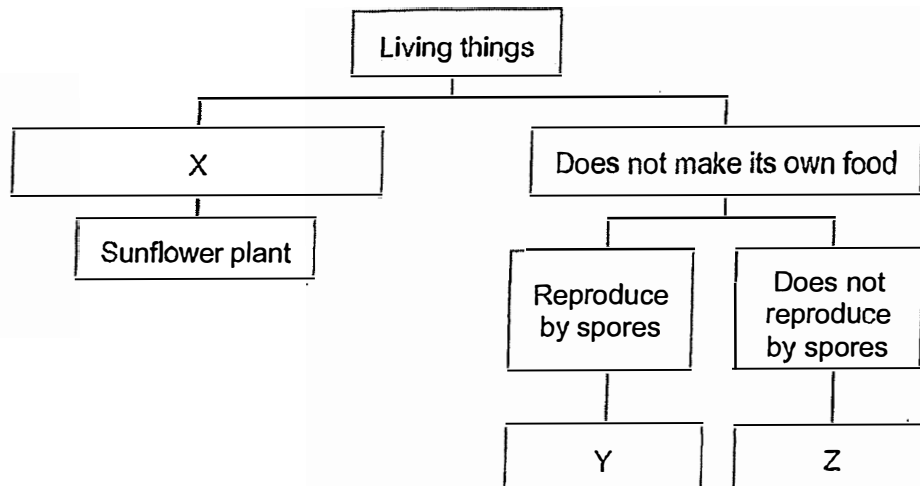 Living things
X
Does not make its own food
Sunflower plant
Reproduce
by spores
Does not
reproduce
by spores
Y
Z